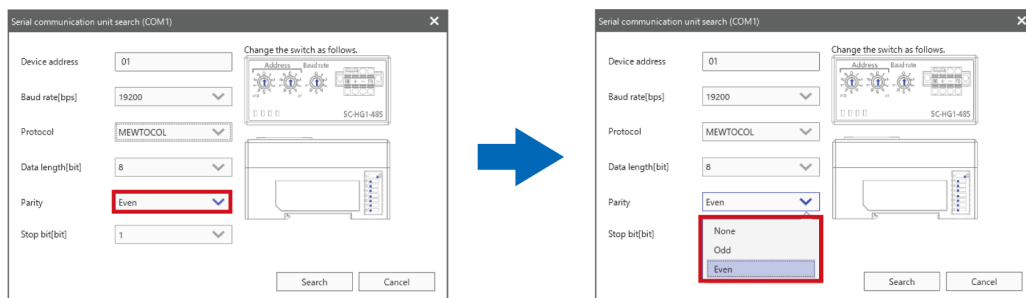 Serial communication unit search (COM1)
Change the switch as follows.
Device address
01
Address
Baud rate
Baud rate[bps]
19200
SC-HG1-485
Protocol
MEWTOCOL
Data length[bit]
8
Parity
Even
Stop bit[bit]
1
Search
Cancel
Serial communication unit search (COM1)
Change the switch as follows.
Device address
01
Address
Baud rate
Baud rate[bps]
19200
SC-HG1-485
Protocol
MEWTOCOL
Data length[bit]
8
Parity
Even
None
Stop bit[bit]
Odd
Even
Search
Cancel